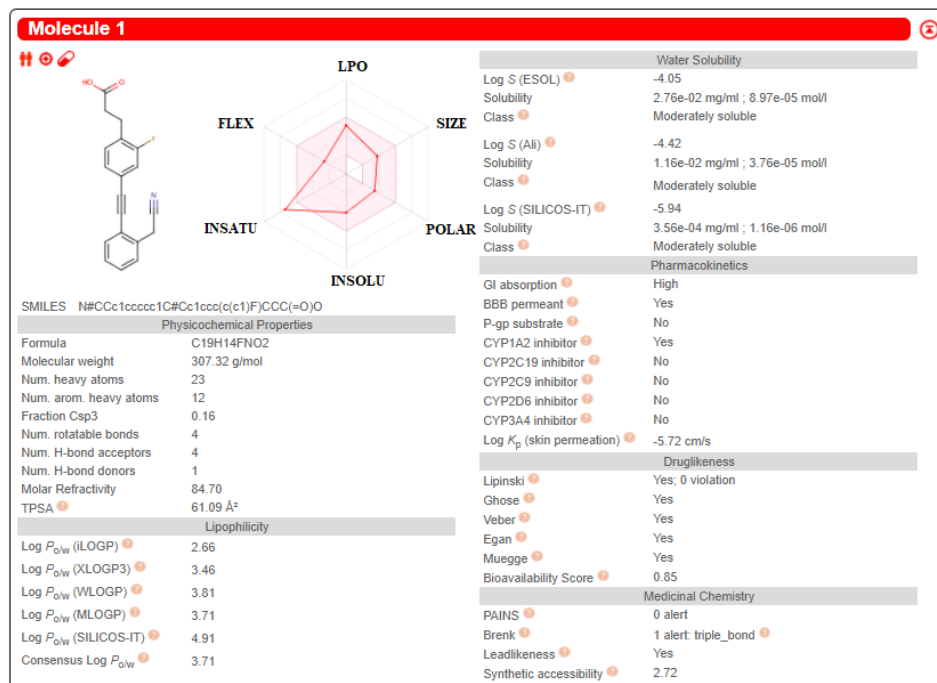 Molecule 1
HO
O
F
N
LPO
FLEX
SIZE
INSATU
POLAR
INSOLU
SMILES N#CCc1ccccc1C#Cc1ccc(c(c1)F)CCC(=O)O
Physicochemical Properties
Formula C19H14FNO2
Molecular weight 307.32 g/mol
Num. heavy atoms 23
Num. arom. heavy atoms 12
Fraction Csp3 0.16
Num. rotatable bonds 4
Num. H-bond acceptors 4
Num. H-bond donors 1
Molar Refractivity 84.70
TPSA ? 61.09 Å²
Lipophilicity
Log Po/w (iLOGP) ? 2.66
Log Po/w (XLOGP3) ? 3.46
Log Po/w (WLOGP) ? 3.81
Log Po/w (MLOGP) ? 3.71
Log Po/w (SILICOS-IT) ? 4.91
Consensus Log Po/w ? 3.71
Water Solubility
Log S (ESOL) ? -4.05
Solubility 2.76e-02 mg/ml ; 8.97e-05 mol/l
Class ? Moderately soluble
Log S (Ali) ? -4.42
Solubility 1.16e-02 mg/ml ; 3.76e-05 mol/l
Class ? Moderately soluble
Log S (SILICOS-IT) ? -5.94
Solubility 3.56e-04 mg/ml ; 1.16e-06 mol/l
Class ? Moderately soluble
Pharmacokinetics
GI absorption ? High
BBB permeant ? Yes
P-gp substrate ? No
CYP1A2 inhibitor ? Yes
CYP2C19 inhibitor ? No
CYP2C9 inhibitor ? No
CYP2D6 inhibitor ? No
CYP3A4 inhibitor ? No
Log Kp (skin permeation) ? -5.72 cm/s
Druglikeness
Lipinski ? Yes; 0 violation
Ghose ? Yes
Veber ? Yes
Egan ? Yes
Muegge ? Yes
Bioavailability Score ? 0.85
Medicinal Chemistry
PAINS ? 0 alert
Brenk ? 1 alert: triple_bond ?
Leadlikeness ? Yes
Synthetic accessibility ? 2.72